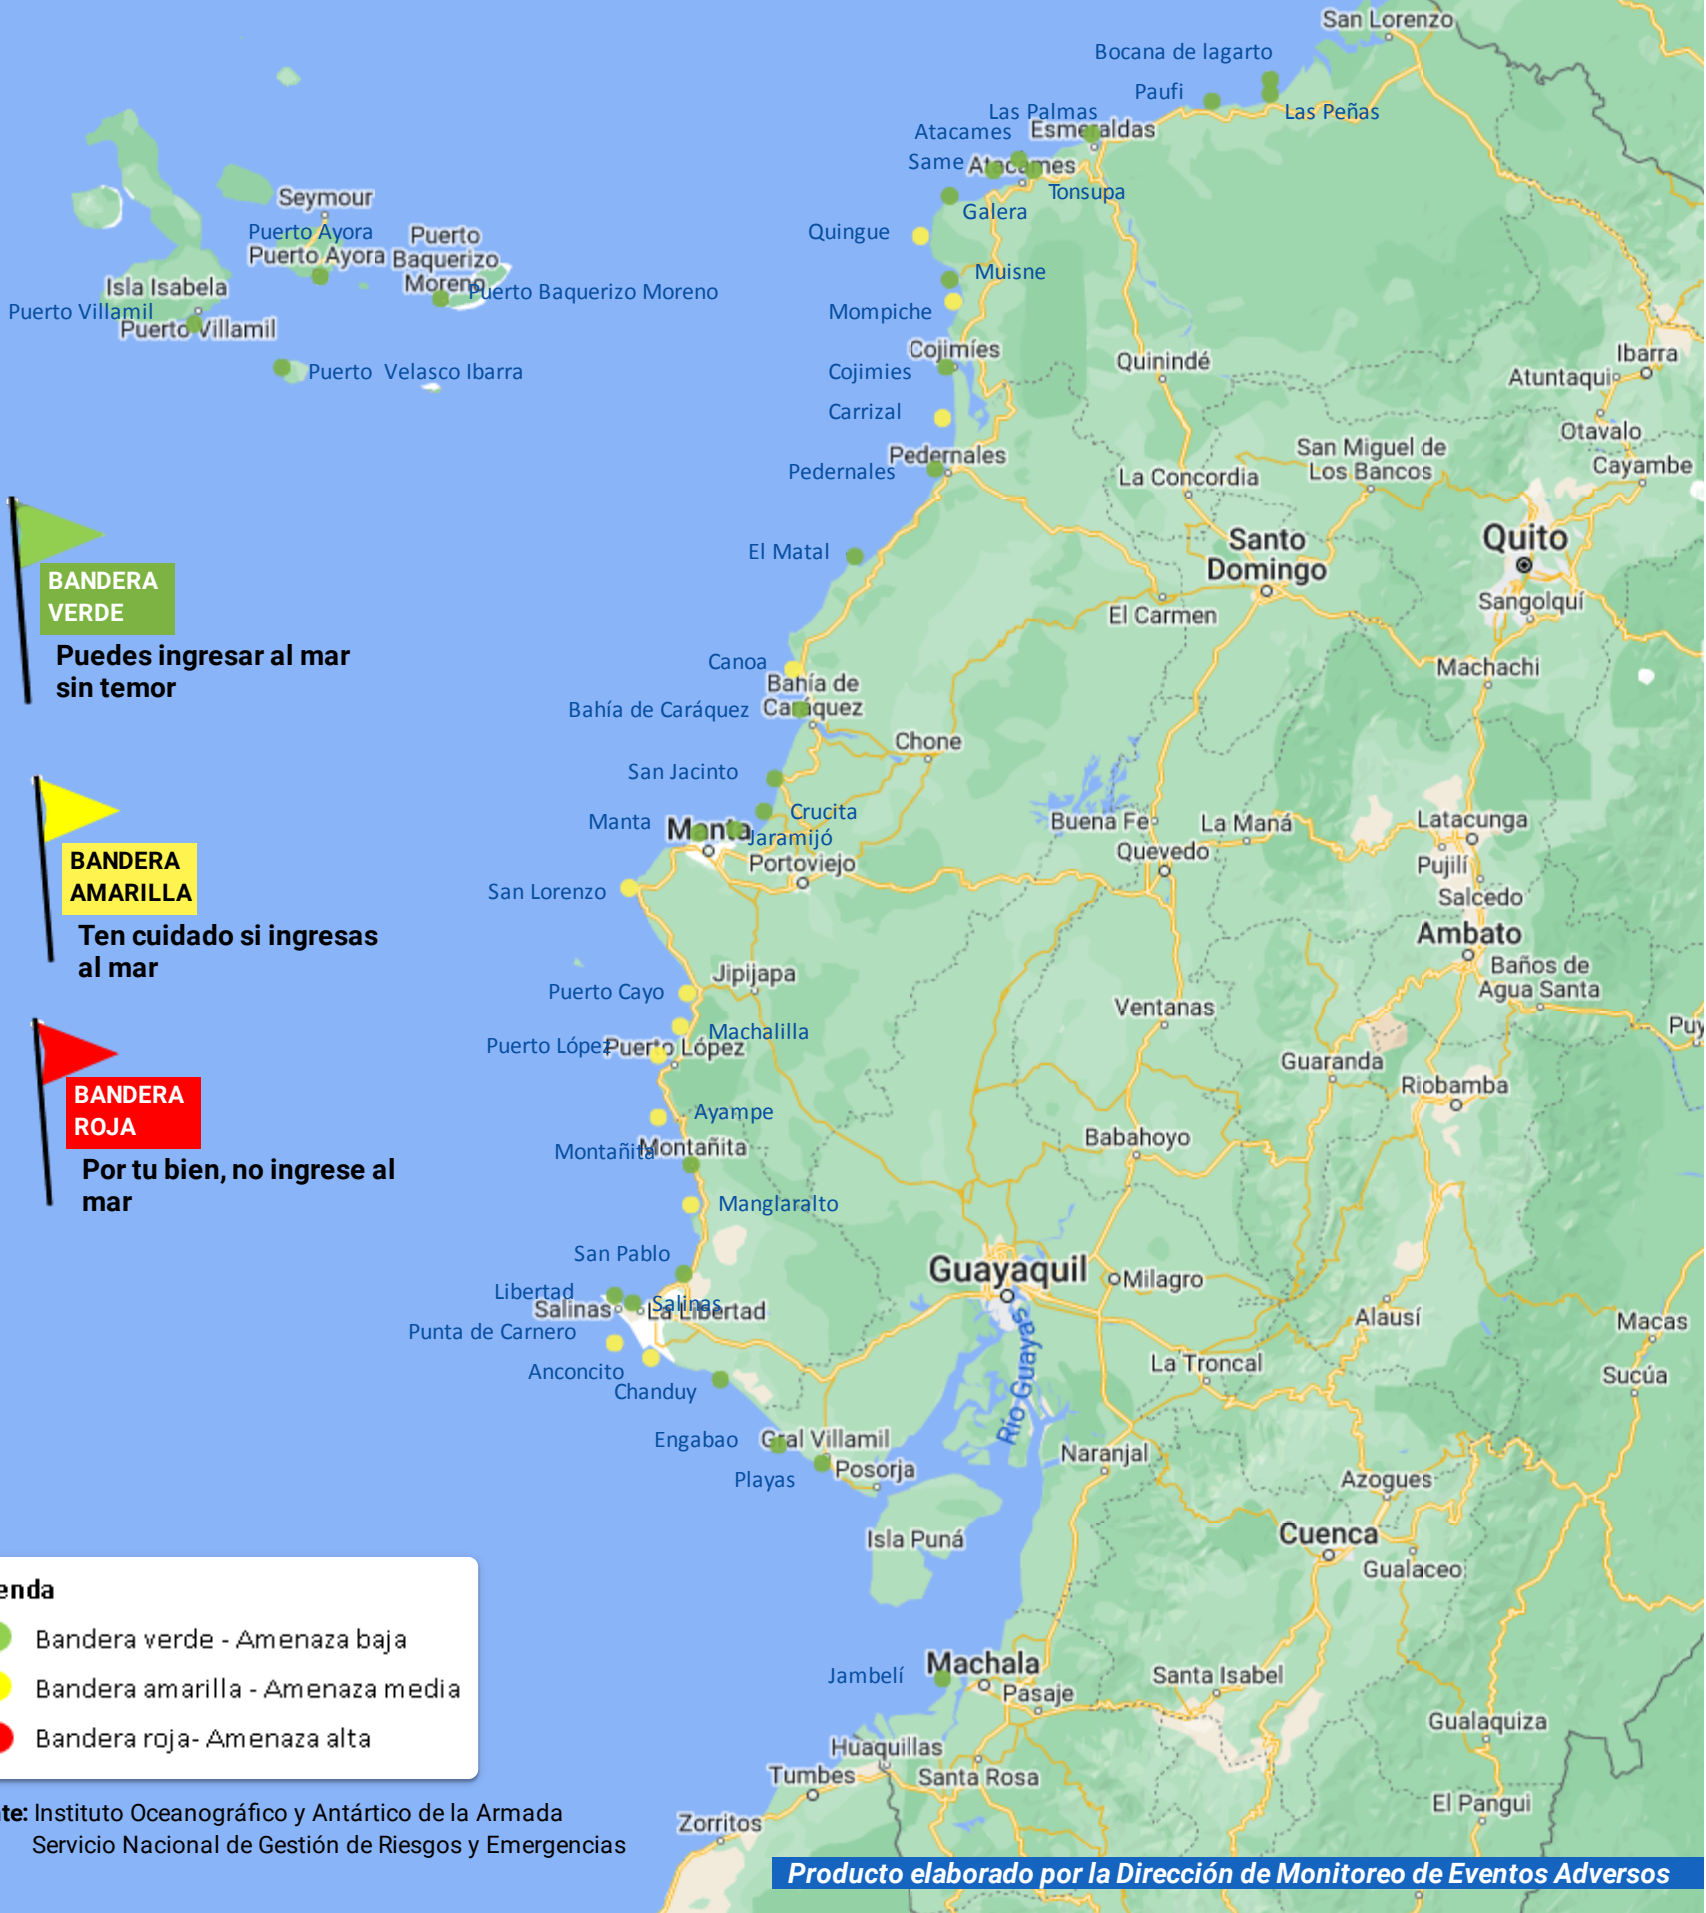 San Lorenzo
Bocana de lagarto
Paufi
Las Peñas
Las Palmas
Atacames
Esmeraldas
Same
Atacames
Tonsupa
Galera
Quingue
Muisne
Mompiche
Cojimíes
Cojimies
Carrizal
Pedernales
Pedernales
El Matal
Canoa
Bahía de
Caráquez
Bahía de Caráquez
Chone
San Jacinto
Crucita
Manta
Manta
Jaramijó
Portoviejo
San Lorenzo
Jipijapa
Puerto Cayo
Machalilla
Puerto López
Puerto López
Ayampe
Montañita
Montañita
Manglaralto
San Pablo
Libertad
Salinas
Salinas
La Libertad
Punta de Carnero
Anconcito
Chanduy
Engabao
Gral Villamil
Playas
Posorja
Isla Puná
Jambelí
Machala
Pasaje
Huaquillas
Tumbes
Santa Rosa
Zorritos
Seymour
Puerto Ayora
Puerto Ayora
Puerto
Baquerizo
Moreno
Puerto Baquerizo Moreno
Isla Isabela
Puerto Villamil
Puerto Villamil
Puerto Velasco Ibarra
Quinindé
Ibarra
Atuntaqui
Otavalo
Cayambe
San Miguel de
Los Bancos
La Concordia
Santo
Domingo
Quito
El Carmen
Sangolquí
Machachi
Buena Fe
La Maná
Latacunga
Quevedo
Pujilí
Salcedo
Ambato
Baños de
Agua Santa
Ventanas
Puy
Guaranda
Riobamba
Babahoyo
Guayaquil
Milagro
Río Guayas
Alausí
Macas
La Troncal
Sucúa
Naranjal
Azogues
Cuenca
Gualaceo
Santa Isabel
Gualaquiza
El Pangui
BANDERA
VERDE
Puedes ingresar al mar
sin temor
BANDERA
AMARILLA
Ten cuidado si ingresas
al mar
BANDERA
ROJA
Por tu bien, no ingrese al
mar
enda
Bandera verde - Amenaza baja
Bandera amarilla - Amenaza media
Bandera roja- Amenaza alta
te: Instituto Oceanográfico y Antártico de la Armada
Servicio Nacional de Gestión de Riesgos y Emergencias
Producto elaborado por la Dirección de Monitoreo de Eventos Adversos